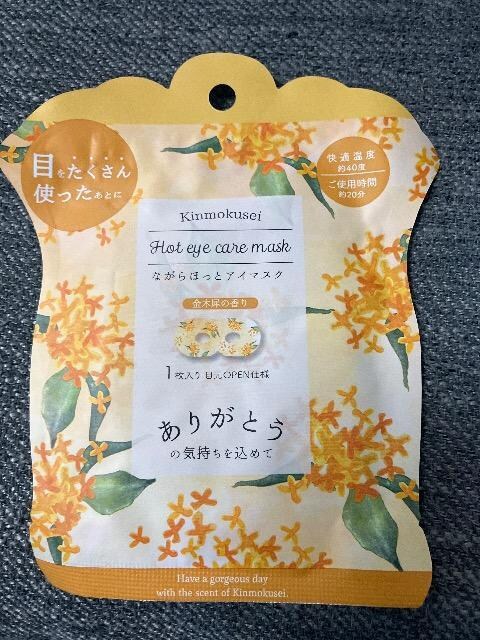 目をたくさん
使ったあとに
快適温度
約40度
ご使用時間
約20分
Kinmokusei
Hot eye care mask
ながらほっとアイマスク
金木犀の香り
1枚入り 目元OPEN仕様
ありがとう
の気持ちを込めて
Have a gorgeous day
with the scent of Kinmokusei.